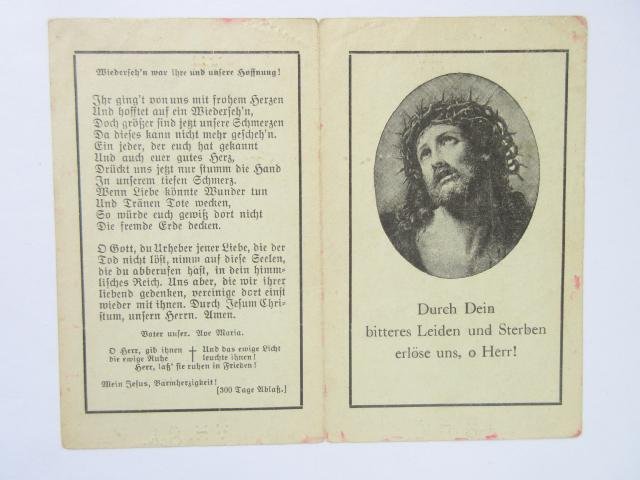 Wiederseh'n war ihre und unsere Hoffnung!
Ihr ging't von uns mit frohem Herzen
Und hofftet auf ein Wiederseh'n,
Doch größer sind jetzt unsere Schmerzen
Da dieses kann nicht mehr gescheh'n.
Ein jeder, der euch hat gekannt
Und auch euer gutes Herz,
Drückt uns jetzt nur stumm die Hand
In unserem tiefen Schmerz.
Wenn Liebe könnte Wunder tun
Und Tränen Tote wecken,
So würde euch gewiß dort nicht
Die fremde Erde decken.
O Gott, du Urheber jener Liebe, die der
Tod nicht löst, nimm auf diese Seelen,
die du abberufen hast, in dein himm-
lisches Reich. Uns aber, die wir ihrer
liebend gedenken, vereinige dort einst
wieder mit ihnen. Durch Jesum Chri-
stum, unsern Herrn. Amen.
Vater unser. Ave Maria.
O Herr, gib ihnen † Und das ewige Licht
die ewige Ruhe leuchte ihnen!
Herr, laß' sie ruhen in Frieden!
Mein Jesus, Barmherzigkeit!
[300 Tage Ablaß.]
Durch Dein
bitteres Leiden und Sterben
erlöse uns, o Herr!